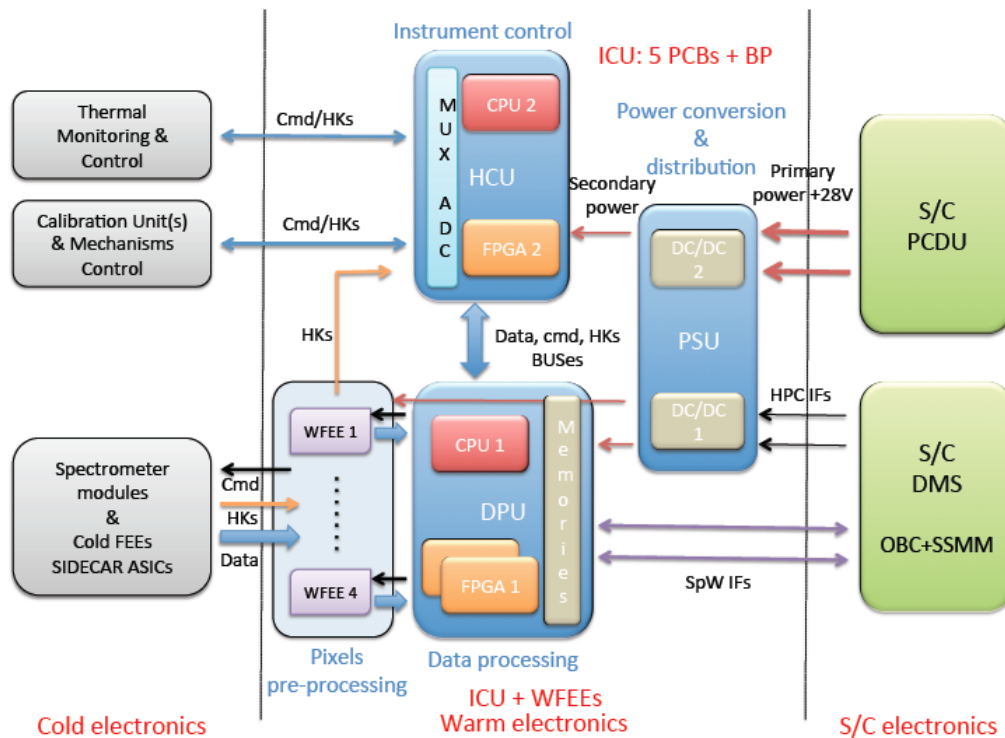 Instrument control
ICU: 5 PCBs + BP
Thermal
Monitoring &
Control
Cmd/HKs
MUX ADC
CPU 2
HCU
FPGA 2
Power conversion
&
distribution
Secondary
power
Primary
power +28V
S/C
PCDU
Calibration Unit(s)
& Mechanisms
Control
Cmd/HKs
DC/DC
2
PSU
DC/DC
1
HKs
Data, cmd, HKs
BUSes
HPC IFs
Spectrometer
modules
&
Cold FEEs
SIDECAR ASICs
Cmd
HKs
Data
WFEE 1
WFEE 4
CPU 1
DPU
FPGA 1
Memories
SpW IFs
S/C
DMS
OBC+SSMM
Pixels
pre-processing
Data processing
Cold electronics
ICU + WFEEs
Warm electronics
S/C electronics